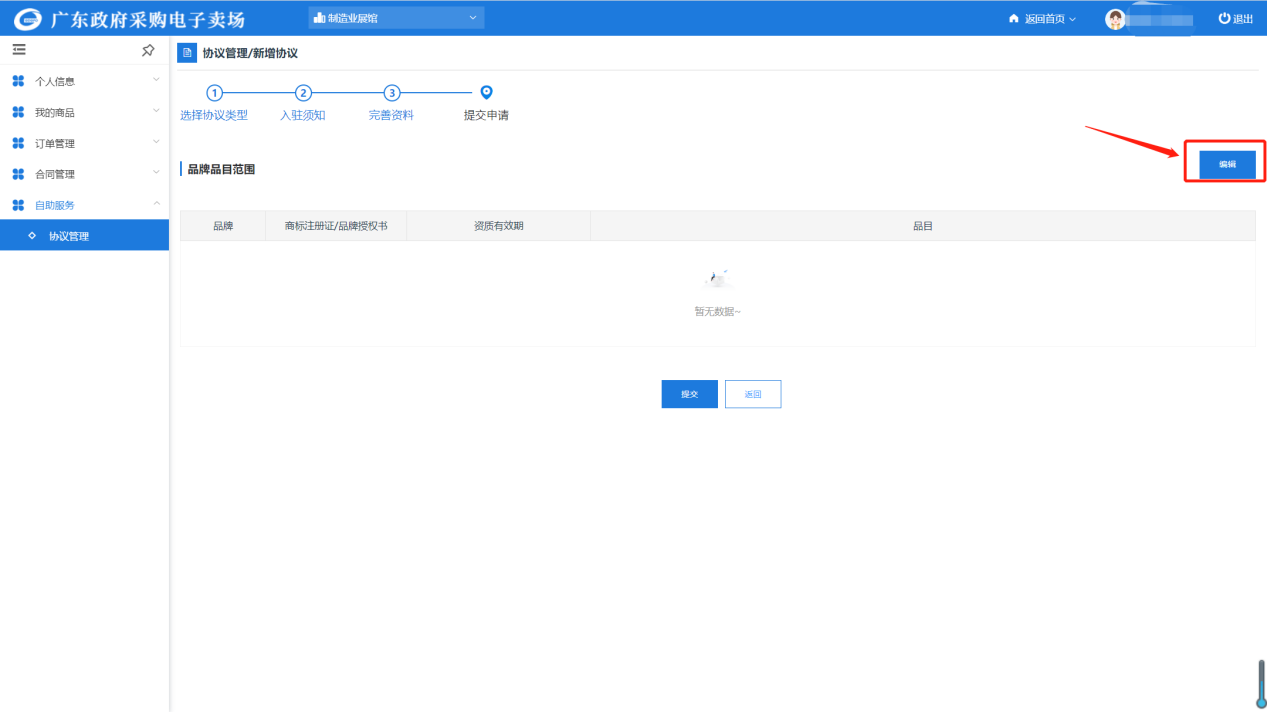 广东政府采购电子卖场
制造业展馆
返回首页
退出
个人信息
我的商品
订单管理
合同管理
自助服务
协议管理
协议管理/新增协议
1 2 3
选择协议类型 入驻须知 完善资料 提交申请
品牌品目范围
编辑
品牌 商标注册证/品牌授权书 资质有效期 品目
暂无数据~
提交 返回